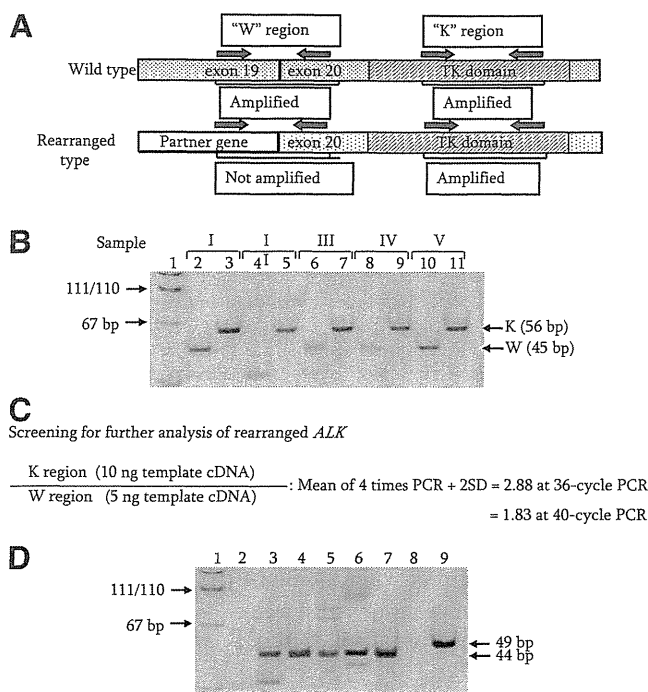 A
"W" region "K" region
Wild type exon 19 exon 20 TK domain
Amplified Amplified
Rearranged type Partner gene exon 20 TK domain
Not amplified Amplified
B
Sample I I I III IV V
1 2 3 4 5 6 7 8 9 10 11
111/110
67 bp
K (56 bp)
W (45 bp)
C
Screening for further analysis of rearranged ALK
K region (10 ng template cDNA)
W region (5 ng template cDNA)
: Mean of 4 times PCR + 2SD = 2.88 at 36-cycle PCR
= 1.83 at 40-cycle PCR
D
1 2 3 4 5 6 7 8 9
111/110
67 bp
49 bp
44 bp